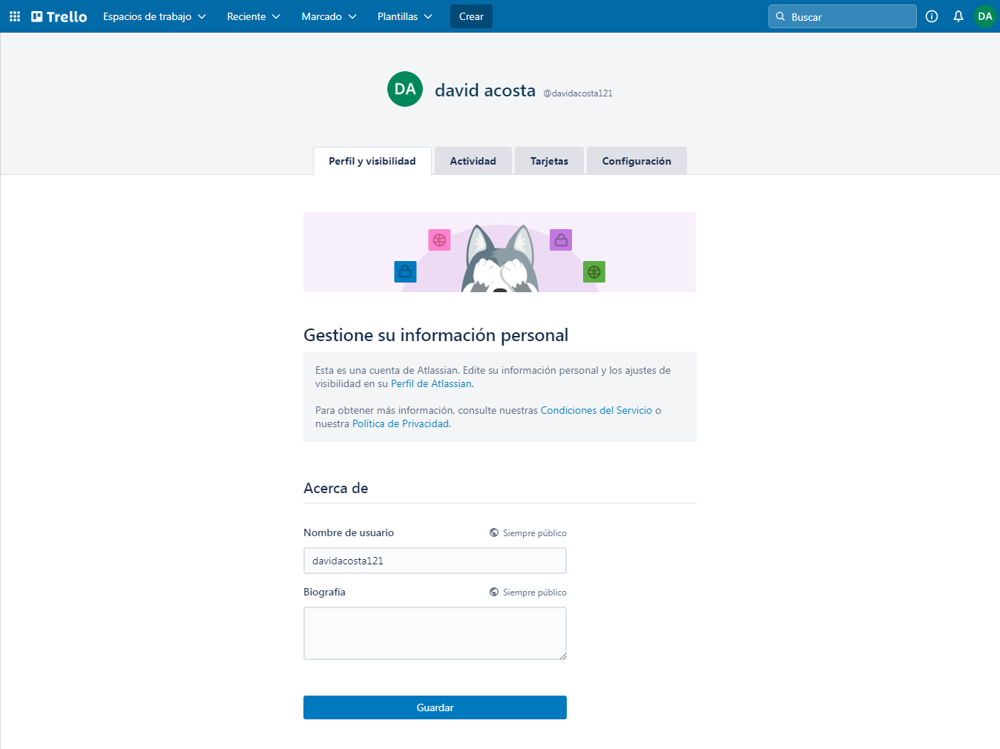 Trello Espacios de trabajo Reciente Marcado Plantillas Crear Buscar DA
DA david acosta @davidacosta121
Perfil y visibilidad Actividad Tarjetas Configuración
Gestione su información personal
Esta es una cuenta de Atlassian. Edite su información personal y los ajustes de
visibilidad en su Perfil de Atlassian.
Para obtener más información, consulte nuestras Condiciones del Servicio o
nuestra Política de Privacidad.
Acerca de
Nombre de usuario Siempre público
davidacosta121
Biografía Siempre público
Guardar